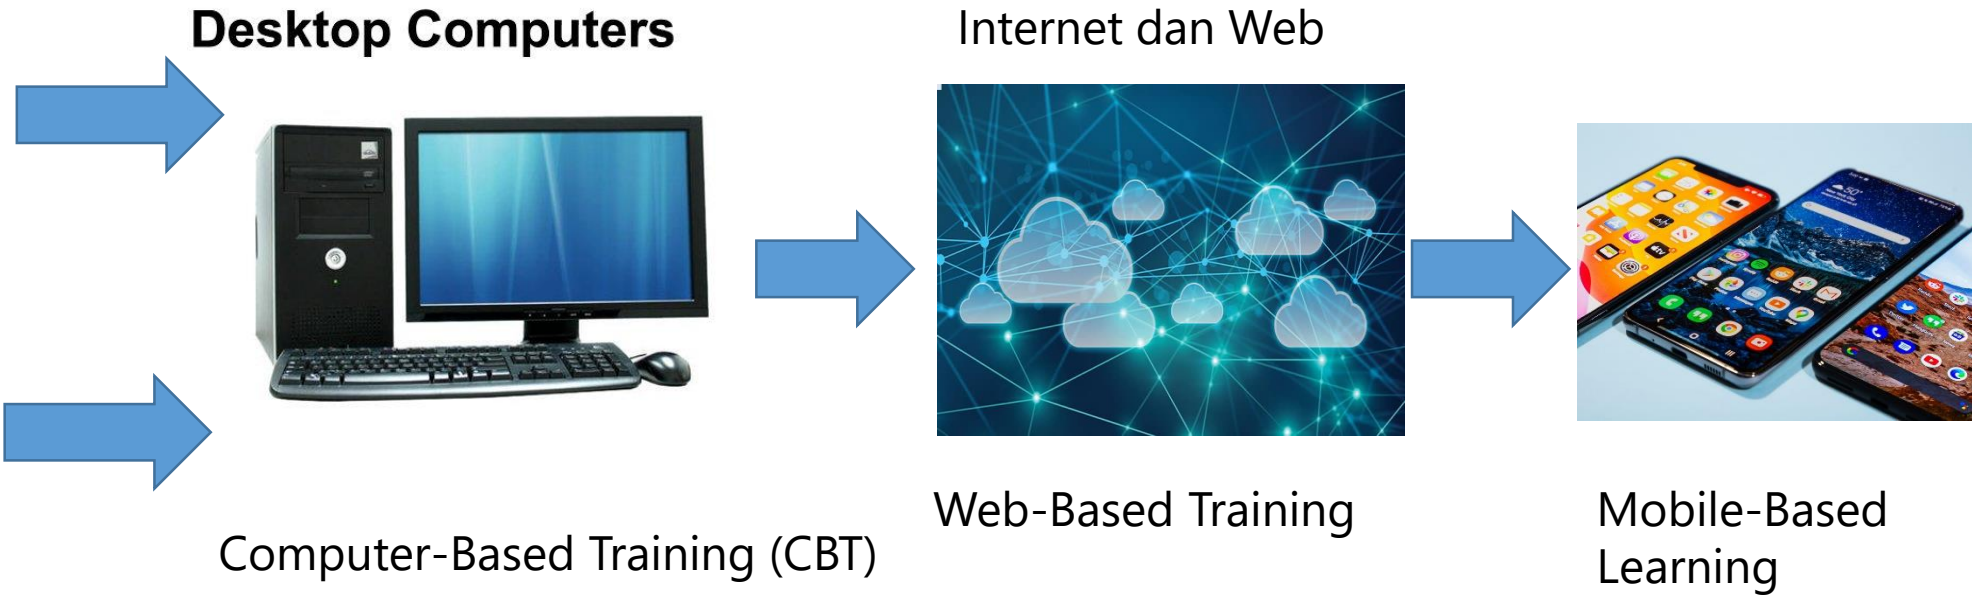 Desktop Computers
Internet dan Web
Computer-Based Training (CBT)
Web-Based Training
Mobile-Based
Learning